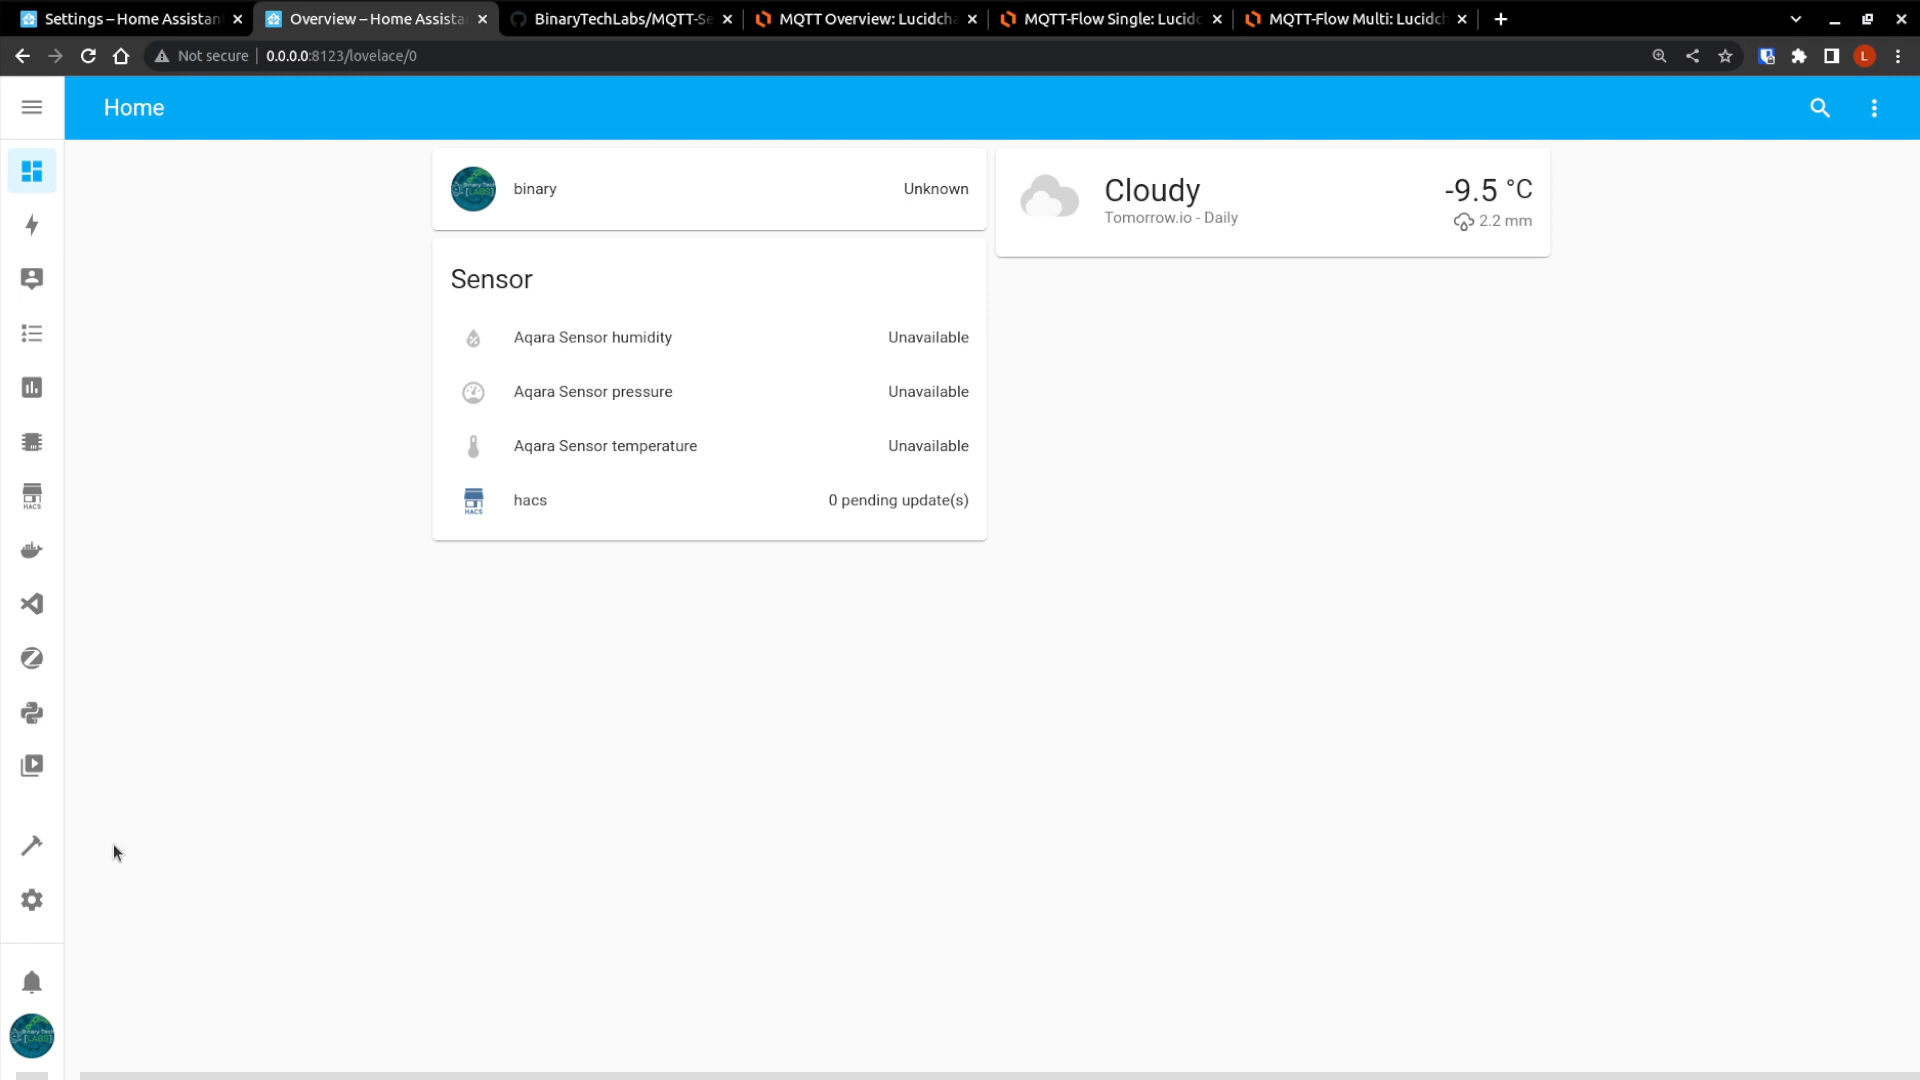 Settings – Home Assistan
Overview – Home Assista
BinaryTechLabs/MQTT-Se
MQTT Overview: Lucidcha
MQTT-Flow Single: Lucidc
MQTT-Flow Multi: Lucidch
Not secure
0.0.0.0:8123/lovelace/0
L
Home
binary
Unknown
Cloudy
Tomorrow.io - Daily
-9.5 °C
2.2 mm
Sensor
Aqara Sensor humidity
Unavailable
Aqara Sensor pressure
Unavailable
Aqara Sensor temperature
Unavailable
HACS
hacs
0 pending update(s)
HACS